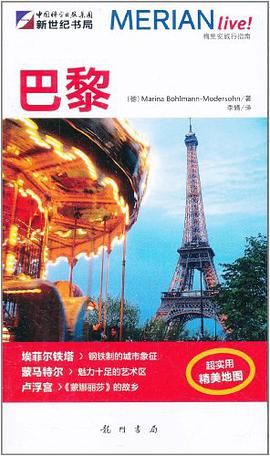 中国科学出版集团
新世纪书局
MERIAN live!
梅里安旅行指南
巴黎
(德) Marina Bohlmann-Modersohn/著
李婧/译
埃菲尔铁塔 > 钢铁制的城市象征
蒙马特尔 > 魅力十足的艺术区
卢浮宫 > 《蒙娜丽莎》的故乡
超实用
精美地图
龙门书局